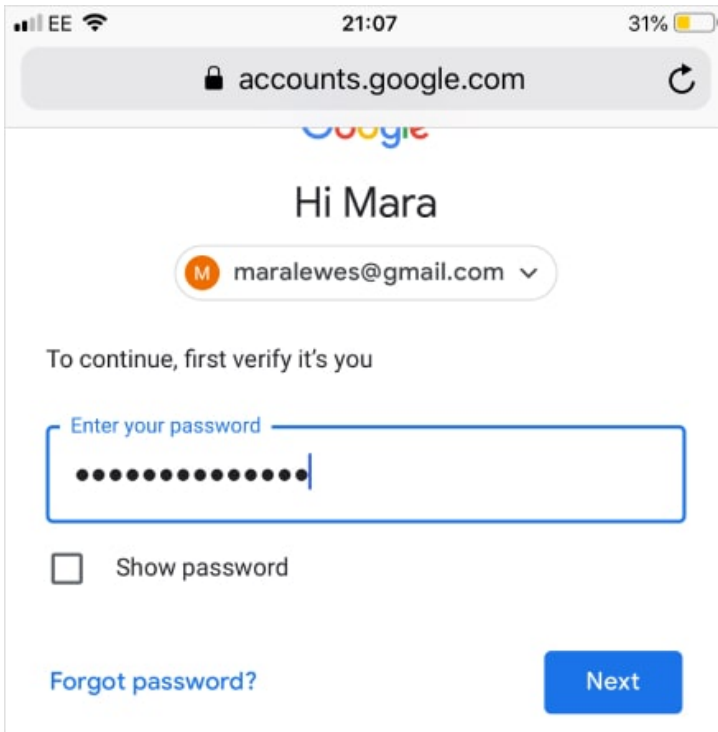 EE 21:07 31%
accounts.google.com
Google
Hi Mara
M maralewes@gmail.com
To continue, first verify it's you
Enter your password
••••••••••••••
Show password
Forgot password? Next